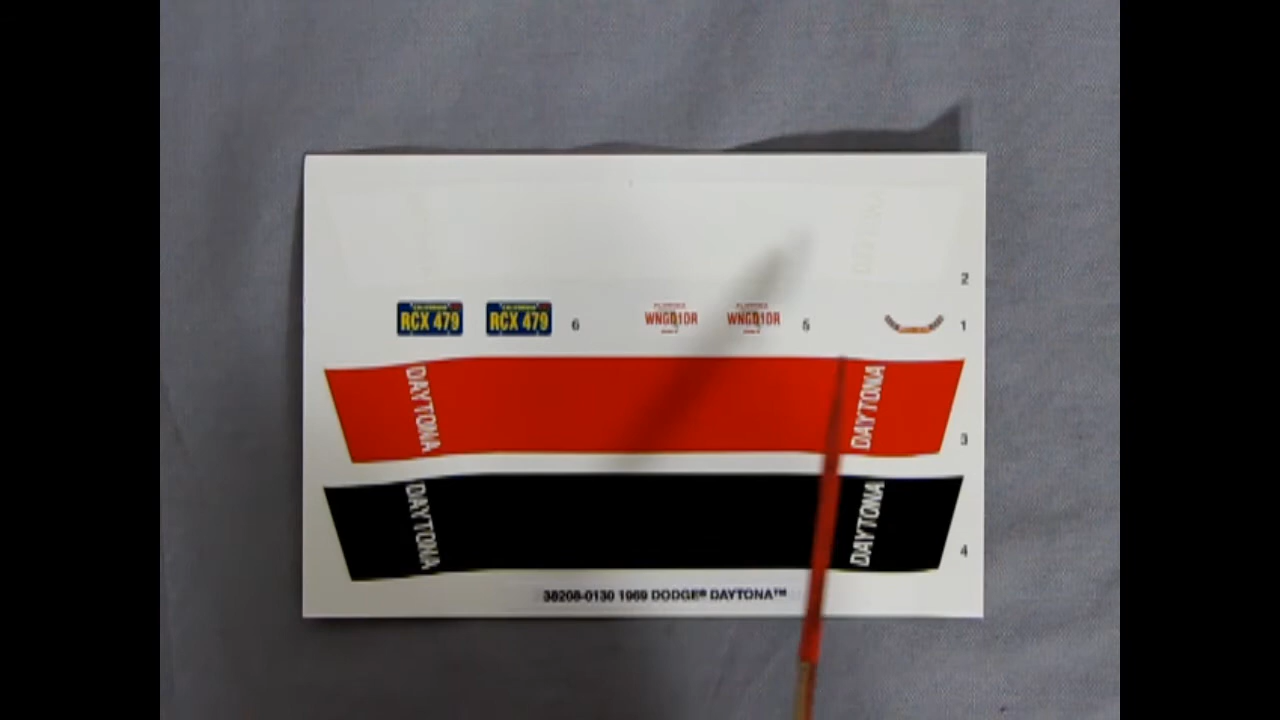 2
RCX 479 RCX 479 6 WNGD1DR WNGD1DR 5 1
DAYTONA DAYTONA 3
DAYTONA DAYTONA 4
38208-0130 1969 DODGE® DAYTONA™